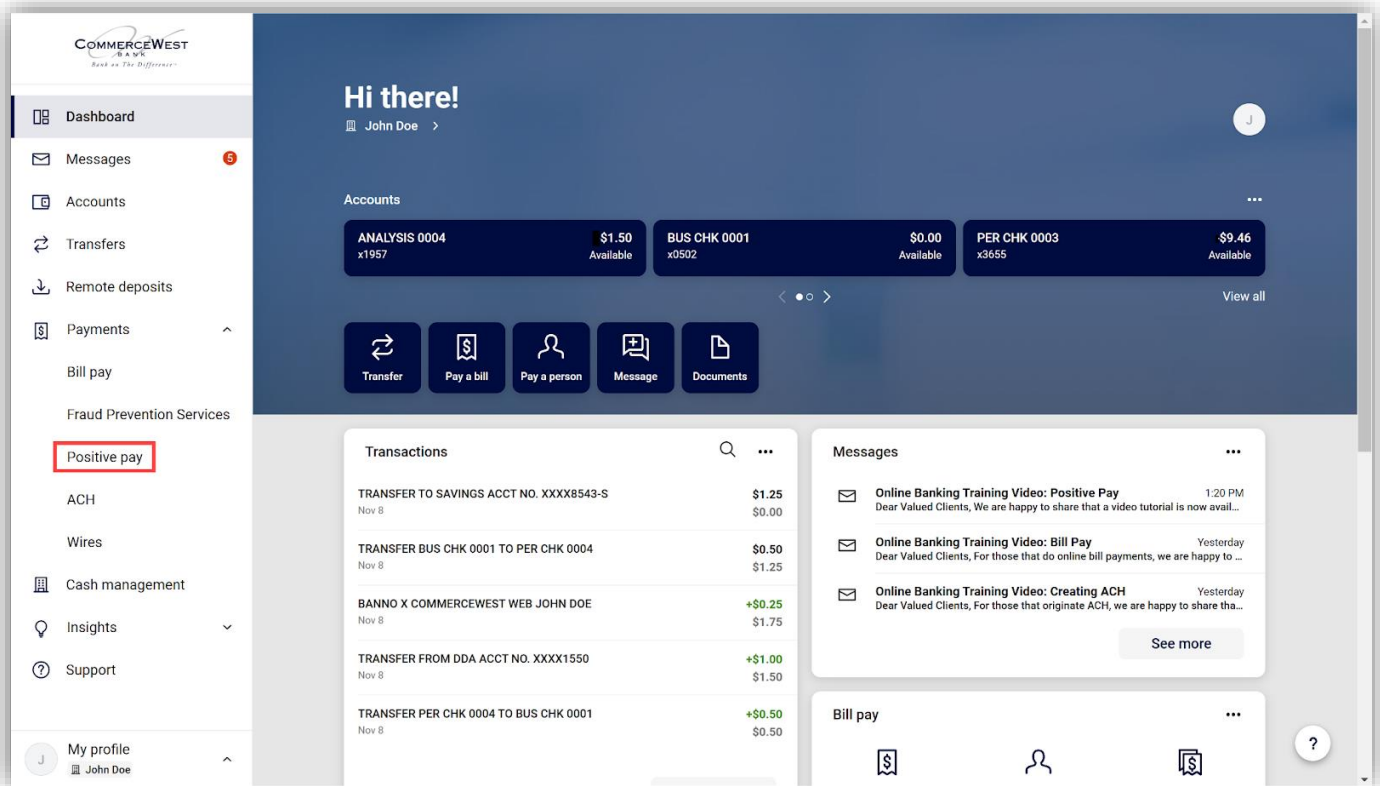 COMMERCEWEST
BANK
Bank on The Difference
Dashboard
Messages 5
Accounts
Transfers
Remote deposits
Payments
Bill pay
Fraud Prevention Services
Positive pay
ACH
Wires
Cash management
Insights
Support
J
My profile
John Doe
Hi there!
John Doe
J
Accounts
ANALYSIS 0004 $1.50
x1957 Available
BUS CHK 0001 $0.00
x0502 Available
PER CHK 0003 $9.46
x3655 Available
View all
Transfer
Pay a bill
Pay a person
Message
Documents
Transactions
TRANSFER TO SAVINGS ACCT NO. XXXX8543-S $1.25
Nov 8 $0.00
TRANSFER BUS CHK 0001 TO PER CHK 0004 $0.50
Nov 8 $1.25
BANNO X COMMERCEWEST WEB JOHN DOE +$0.25
Nov 8 $1.75
TRANSFER FROM DDA ACCT NO. XXXX1550 +$1.00
Nov 8 $1.50
TRANSFER PER CHK 0004 TO BUS CHK 0001 +$0.50
Nov 8 $0.50
Messages
Online Banking Training Video: Positive Pay 1:20 PM
Dear Valued Clients, We are happy to share that a video tutorial is now avail...
Online Banking Training Video: Bill Pay Yesterday
Dear Valued Clients, For those that do online bill payments, we are happy to ...
Online Banking Training Video: Creating ACH Yesterday
Dear Valued Clients, For those that originate ACH, we are happy to share tha...
See more
Bill pay
?